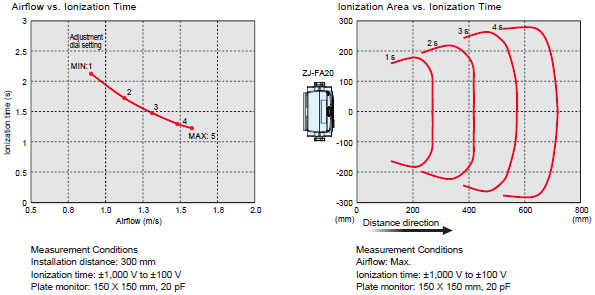 Airflow vs. Ionization Time
Ionization time (s)
3
2.5
2
1.5
1
0.5
0
Adjustment
dial setting
MIN:1
2
3
4
MAX: 5
0.5
0.8
1.0
1.3
1.5
1.8
2.0
Airflow (m/s)
Measurement Conditions
Installation distance: 300 mm
Ionization time: ±1,000 V to ±100 V
Plate monitor: 150 X 150 mm, 20 pF
Ionization Area vs. Ionization Time
ZJ-FA20
300
200
100
0
-100
-200
-300
(mm)
1 s
2 s
3 s
4 s
0
200
400
600
800
(mm)
Distance direction
Measurement Conditions
Airflow: Max.
Ionization time: ±1,000 V to ±100 V
Plate monitor: 150 X 150 mm, 20 pF